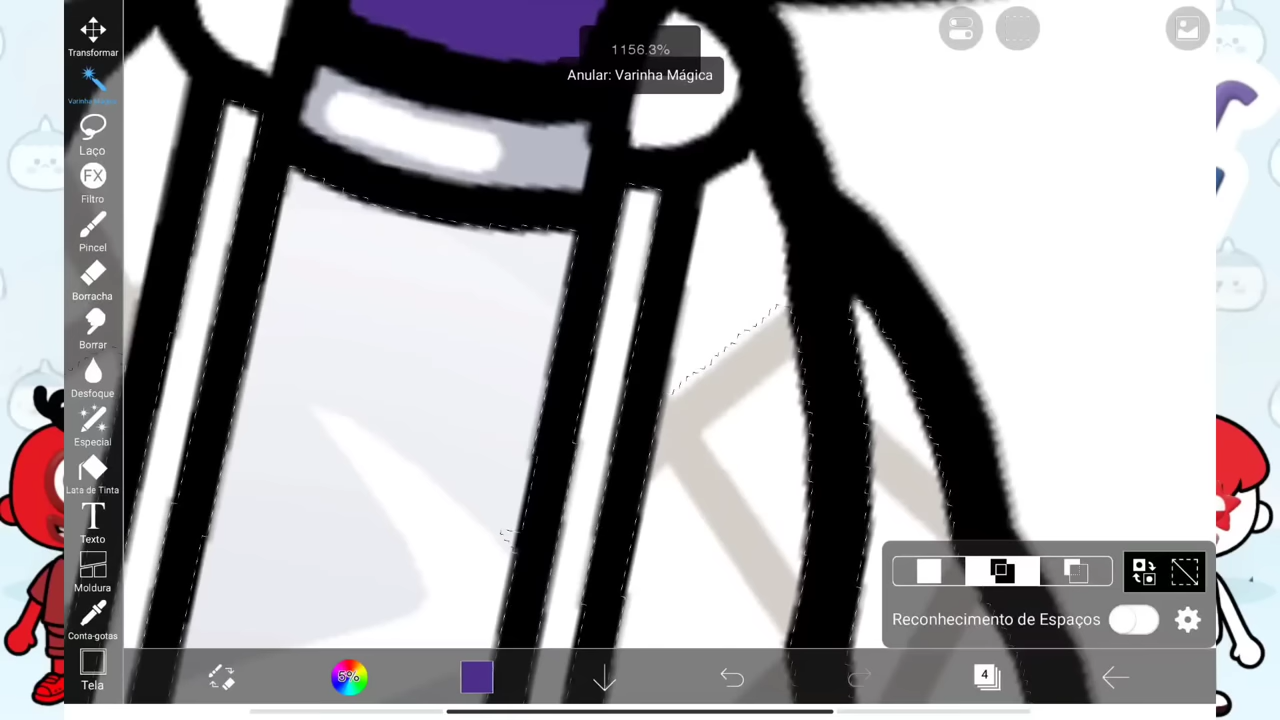 1156.3%
Anular: Varinha Mágica
Transformar
Varinha Mágica
Laço
FX
Filtro
Pincel
Borracha
Borrar
Desfoque
Especial
Lata de Tinta
T
Texto
Moldura
Conta-gotas
Tela
Reconhecimento de Espaços
5%
4